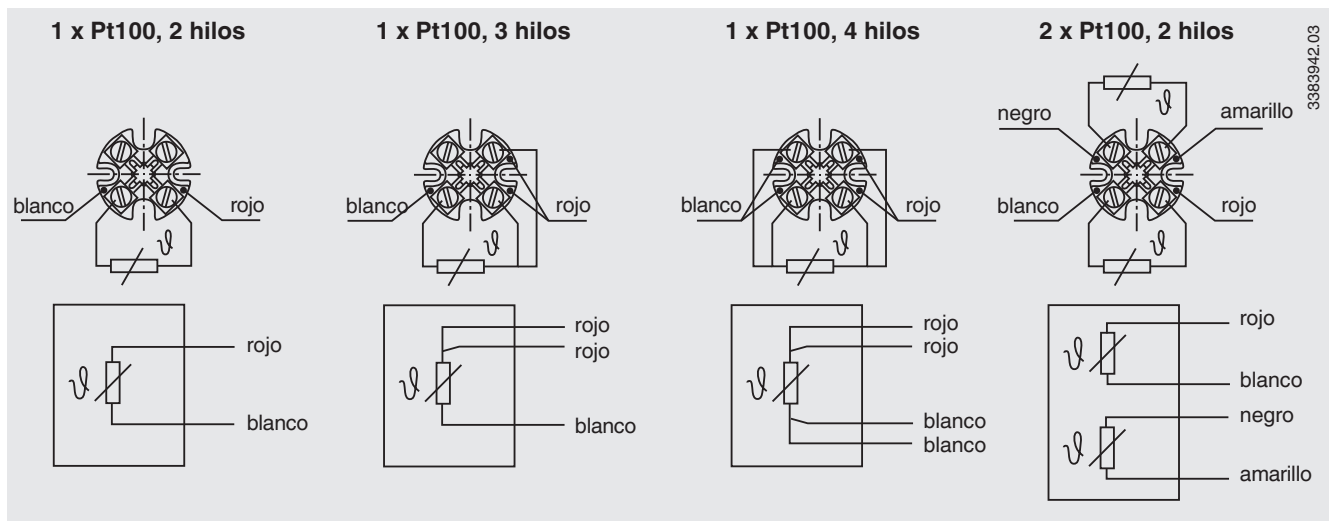 1 x Pt100, 2 hilos
1 x Pt100, 3 hilos
1 x Pt100, 4 hilos
2 x Pt100, 2 hilos
3383942.03
blanco
rojo
ϑ
blanco
rojo
ϑ
blanco
rojo
ϑ
ϑ
negro
amarillo
blanco
rojo
ϑ
rojo
blanco
ϑ
rojo
rojo
blanco
ϑ
rojo
rojo
blanco
blanco
ϑ
rojo
blanco
negro
amarillo
ϑ
ϑ